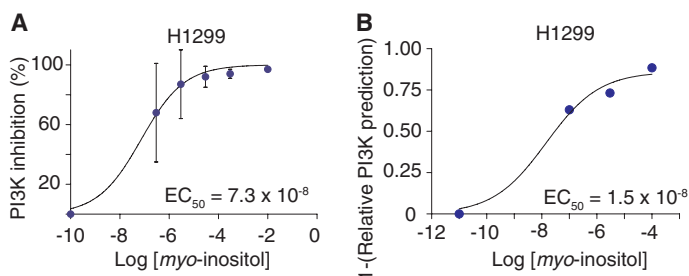 A
H1299
PI3K inhibition (%)
100
60
20
EC50 = 7.3 x 10-8
-10 -8 -6 -4 -2 0
Log [myo-inositol]
B
H1299
1-(Relative PI3K prediction)
1.00
0.75
0.50
0.25
0
EC50 = 1.5 x 10-8
-12 -10 -8 -6 -4
Log [myo-inositol]